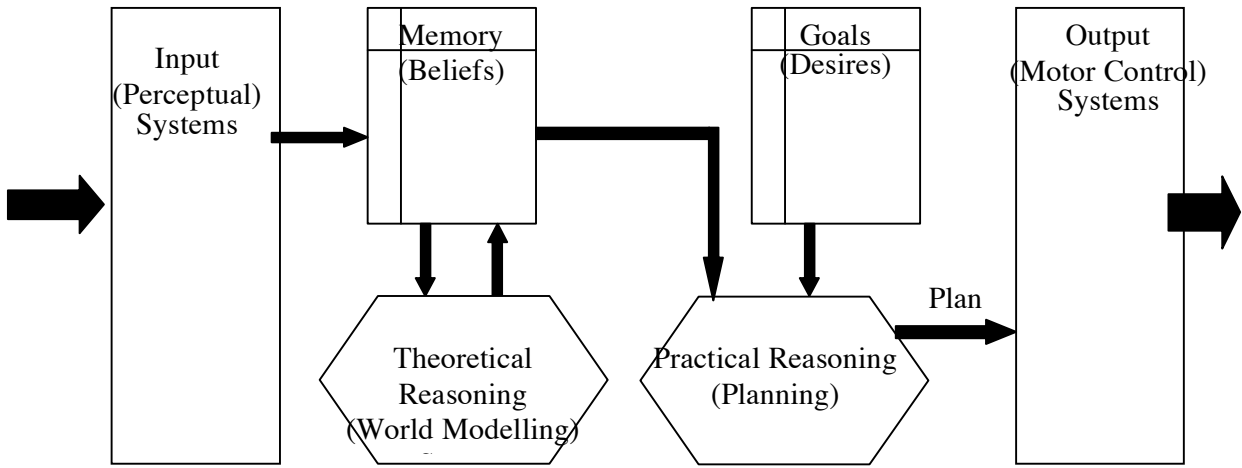 Input
(Perceptual)
Systems
Memory
(Beliefs)
Goals
(Desires)
Output
(Motor Control)
Systems
Plan
Theoretical
Reasoning
(World Modelling)
Practical Reasoning
(Planning)